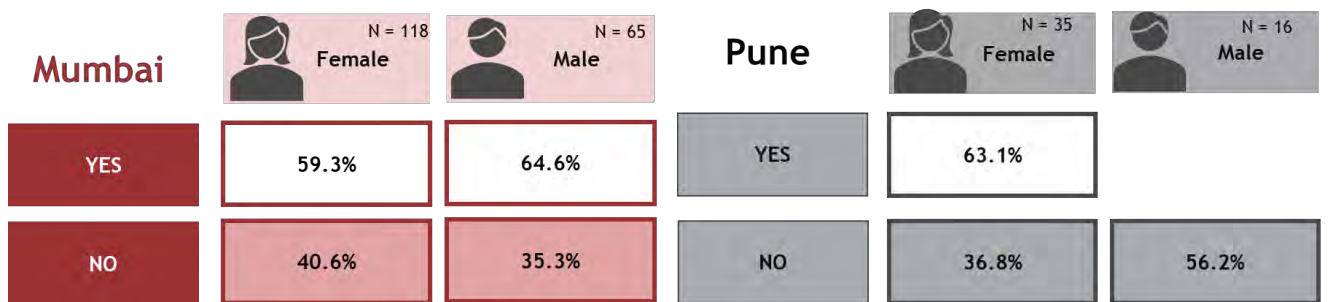 Mumbai
N = 118
Female
N = 65
Male
Pune
N = 35
Female
N = 16
Male
YES
59.3%
64.6%
YES
63.1%
NO
40.6%
35.3%
NO
36.8%
56.2%